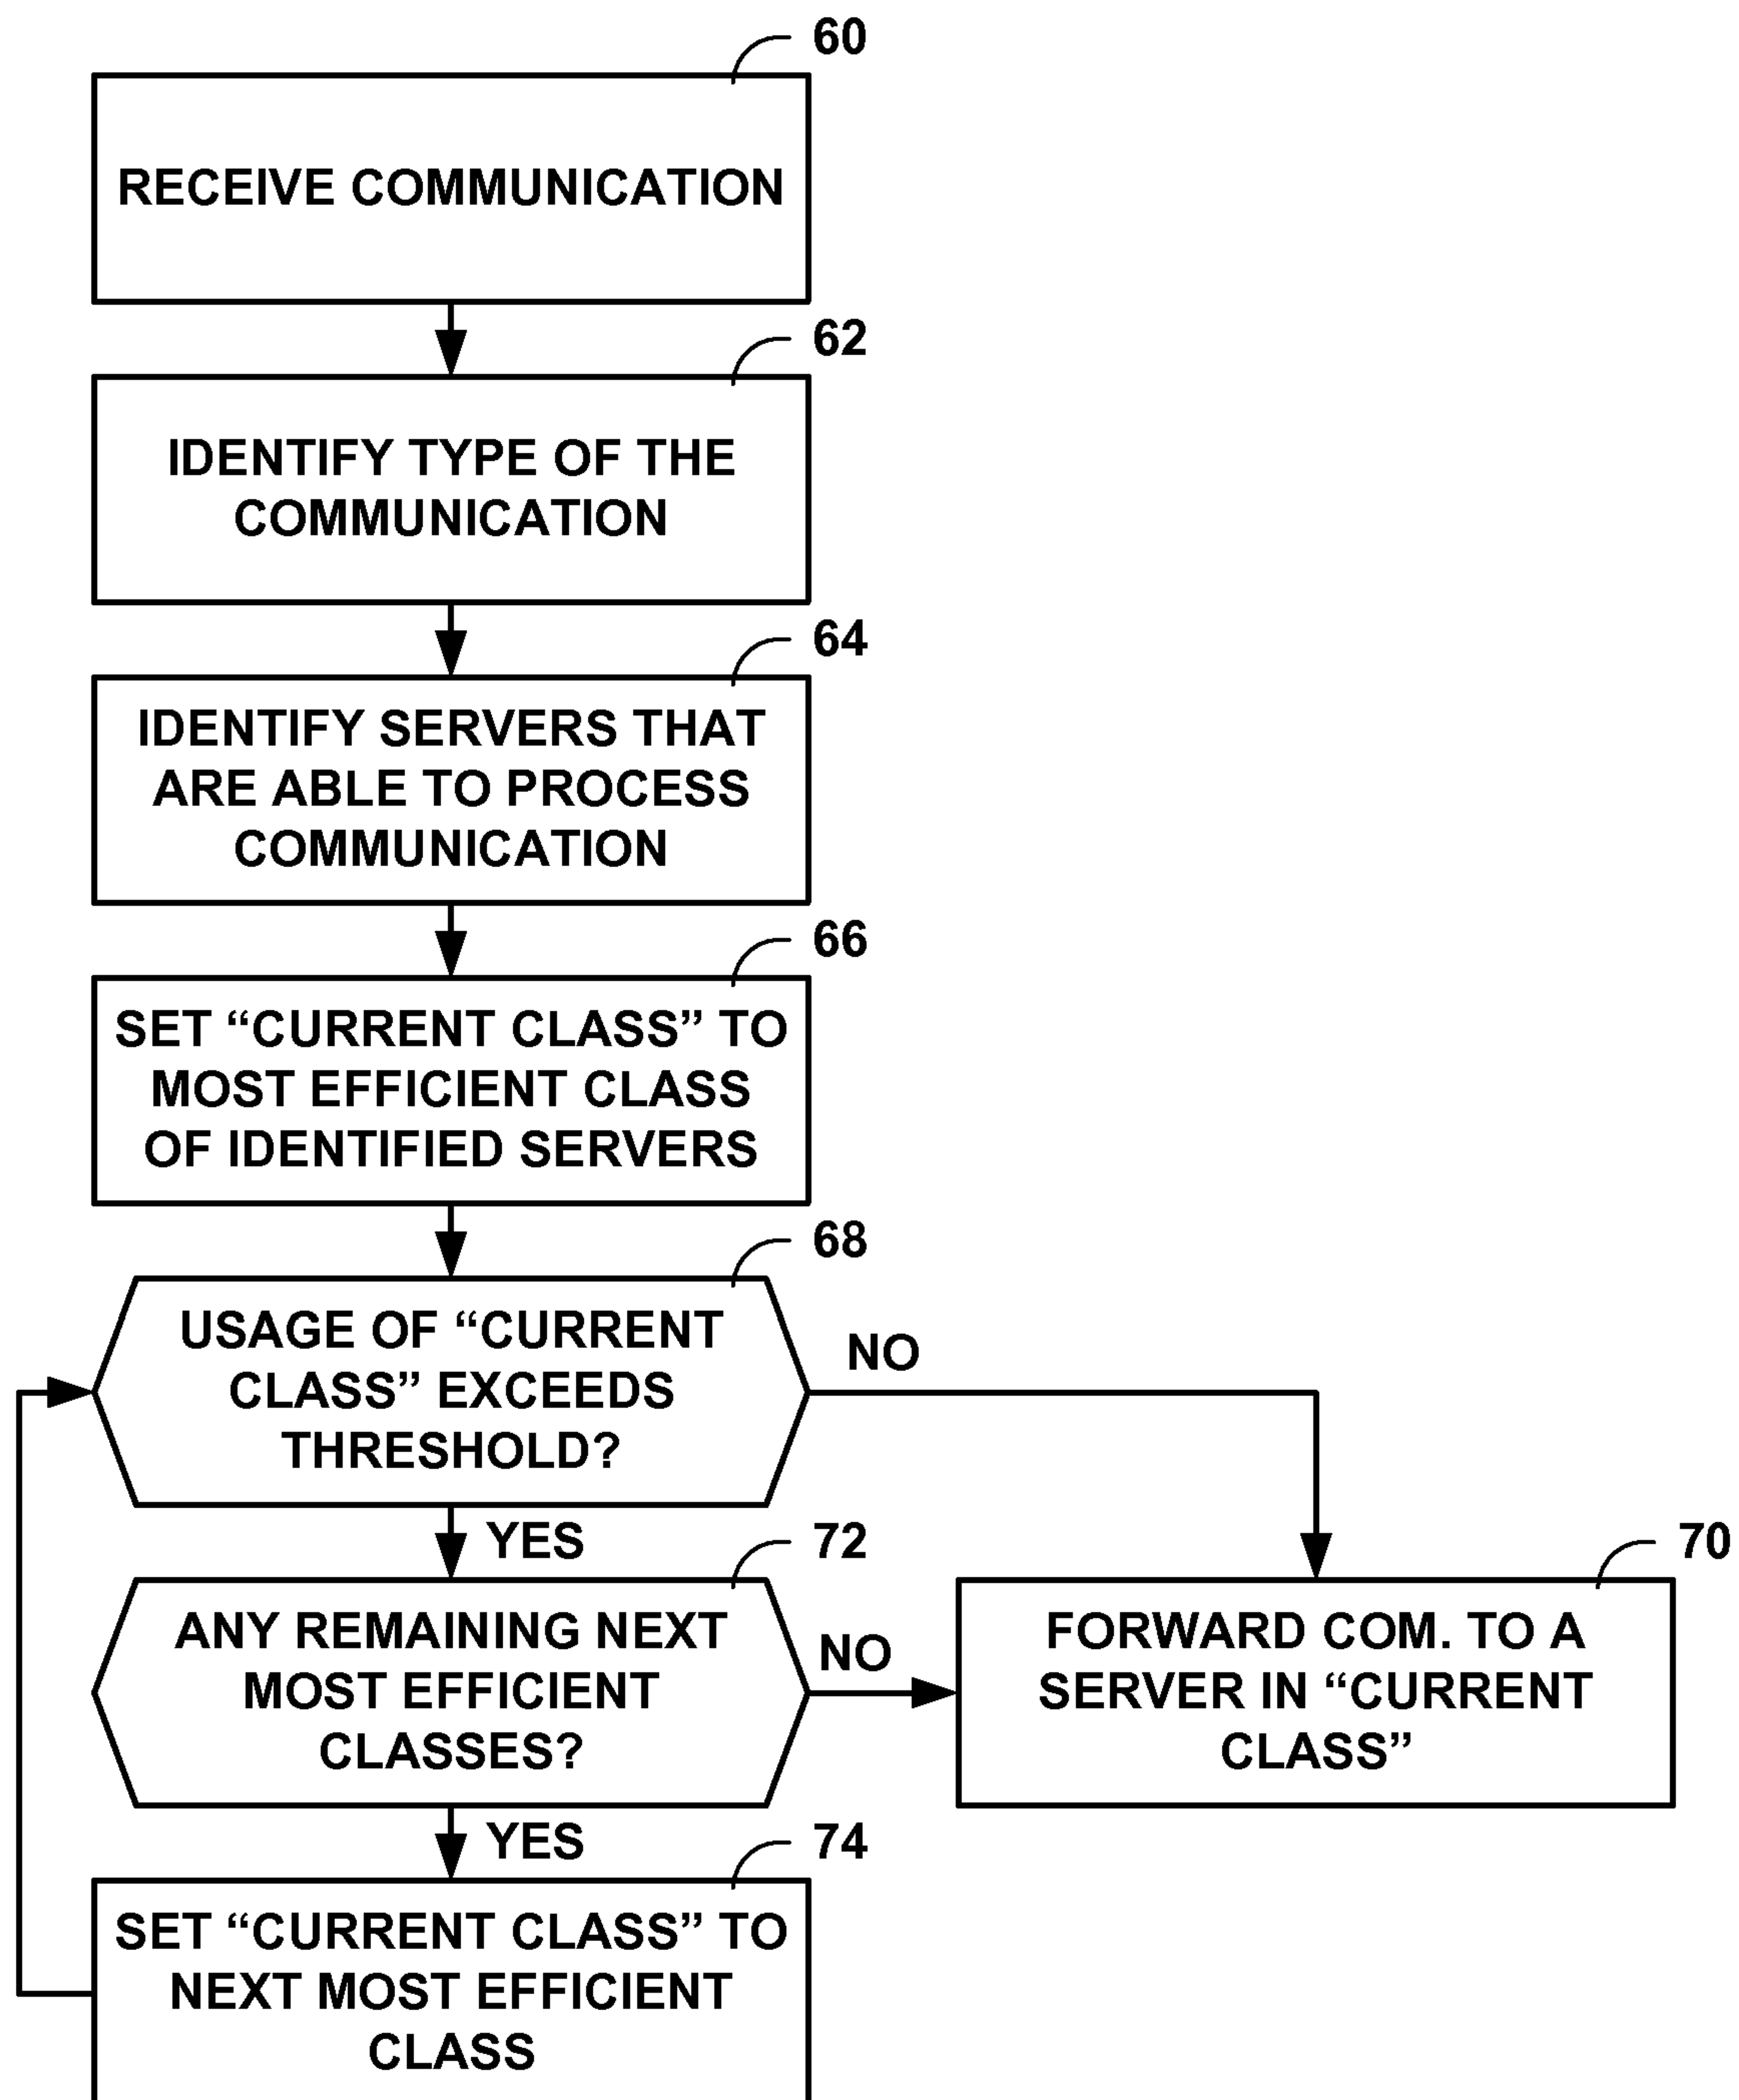 60
RECEIVE COMMUNICATION
62
IDENTIFY TYPE OF THE
COMMUNICATION
64
IDENTIFY SERVERS THAT
ARE ABLE TO PROCESS
COMMUNICATION
66
SET “CURRENT CLASS” TO
MOST EFFICIENT CLASS
OF IDENTIFIED SERVERS
68
USAGE OF “CURRENT
CLASS” EXCEEDS
THRESHOLD?
NO
YES
72
ANY REMAINING NEXT
MOST EFFICIENT
CLASSES?
NO
70
FORWARD COM. TO A
SERVER IN “CURRENT
CLASS”
YES
74
SET “CURRENT CLASS” TO
NEXT MOST EFFICIENT
CLASS